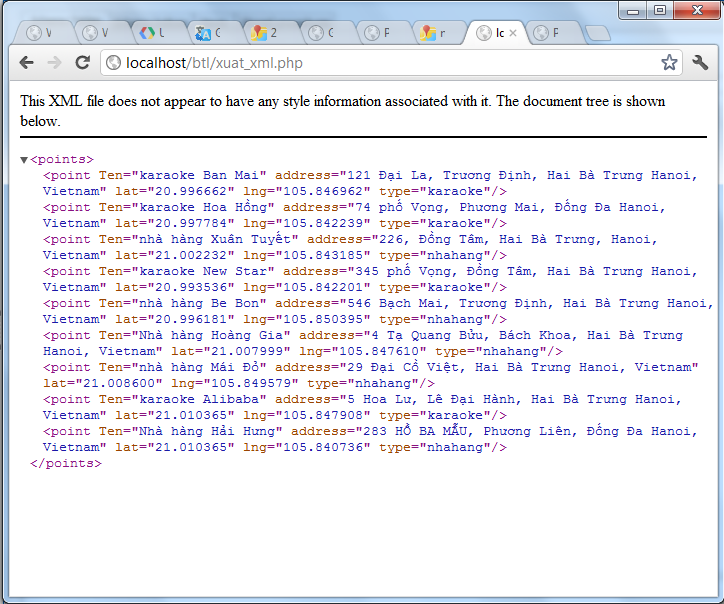 localhost/btl/xuat_xml.php
This XML file does not appear to have any style information associated with it. The document tree is shown
below.
▼<points>
<point Ten="karaoke Ban Mai" address="121 Đại La, Trương Định, Hai Bà Trưng Hanoi,
Vietnam" lat="20.996662" lng="105.846962" type="karaoke"/>
<point Ten="karaoke Hoa Hồng" address="74 phố Vọng, Phương Mai, Đống Đa Hanoi,
Vietnam" lat="20.997784" lng="105.842239" type="karaoke"/>
<point Ten="nhà hàng Xuân Tuyết" address="226, Đồng Tâm, Hai Bà Trưng, Hanoi,
Vietnam" lat="21.002232" lng="105.843185" type="nhahang"/>
<point Ten="karaoke New Star" address="345 phố Vọng, Đồng Tâm, Hai Bà Trưng Hanoi,
Vietnam" lat="20.993536" lng="105.842201" type="karaoke"/>
<point Ten="nhà hàng Be Bon" address="546 Bạch Mai, Trương Định, Hai Bà Trưng Hanoi,
Vietnam" lat="20.996181" lng="105.850395" type="nhahang"/>
<point Ten="Nhà hàng Hoàng Gia" address="4 Tạ Quang Bửu, Bách Khoa, Hai Bà Trưng
Hanoi, Vietnam" lat="21.007999" lng="105.847610" type="nhahang"/>
<point Ten="nhà hàng Mái Đỏ" address="29 Đại Cồ Việt, Hai Bà Trưng Hanoi, Vietnam"
lat="21.008600" lng="105.849579" type="nhahang"/>
<point Ten="karaoke Alibaba" address="5 Hoa Lư, Lê Đại Hành, Hai Bà Trưng Hanoi,
Vietnam" lat="21.010365" lng="105.847908" type="karaoke"/>
<point Ten="Nhà hàng Hải Hưng" address="283 HỒ BA MẪU, Phương Liên, Đống Đa Hanoi,
Vietnam" lat="21.010365" lng="105.840736" type="nhahang"/>
</points>